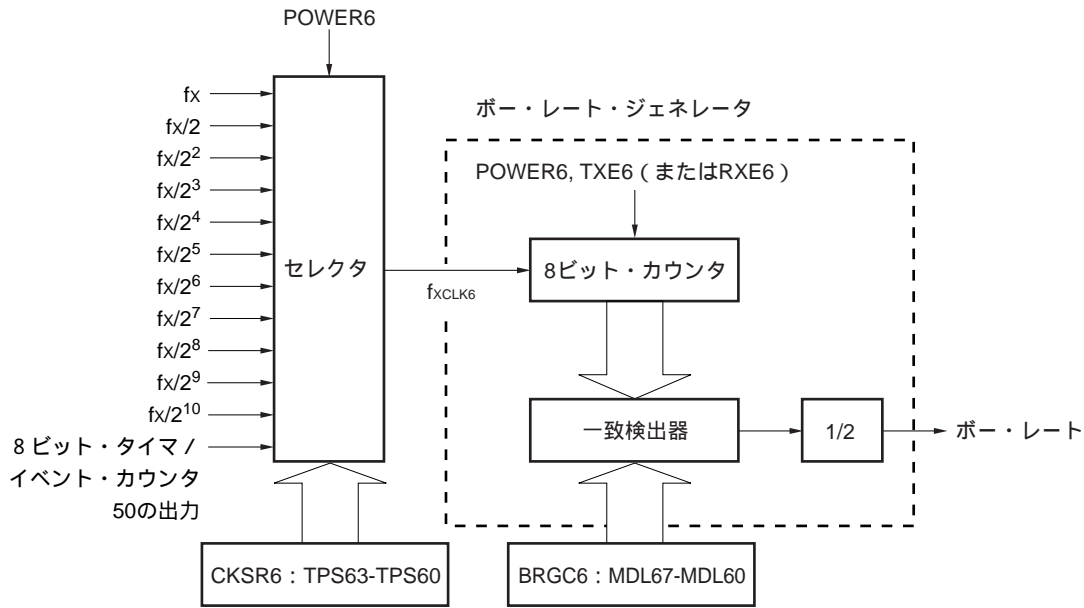 POWER6
fX
fX/2
fX/2²
fX/2³
fX/2⁴
fX/2⁵
fX/2⁶
fX/2⁷
fX/2⁸
fX/2⁹
fX/2¹⁰
8 ビット・タイマ /
イベント・カウンタ
50の出力
セレクタ
fXCLK6
ボー・レート・ジェネレータ
POWER6, TXE6（またはRXE6）
8ビット・カウンタ
一致検出器
1/2
ボー・レート
CKSR6：TPS63-TPS60
BRGC6：MDL67-MDL60